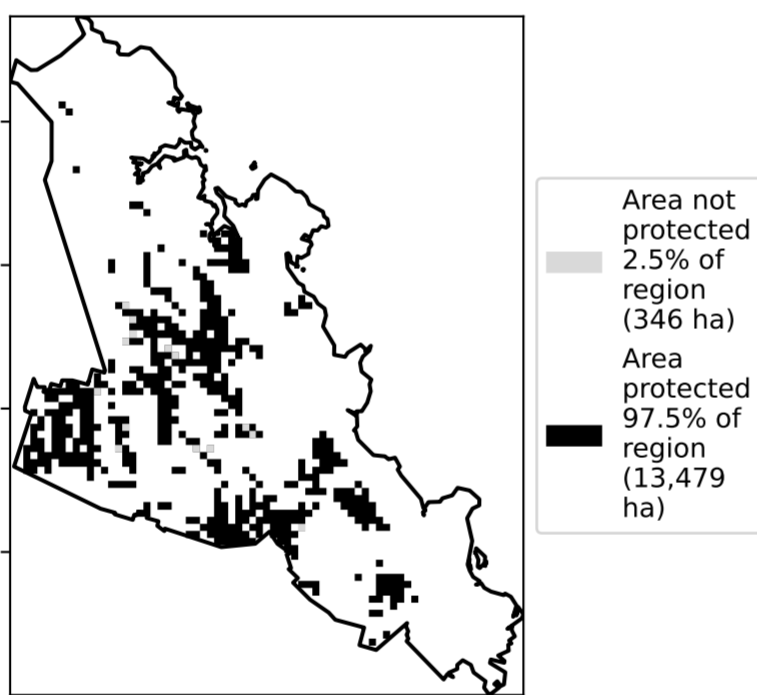 Area not
protected
2.5% of
region
(346 ha)
Area
protected
97.5% of
region
(13,479
ha)